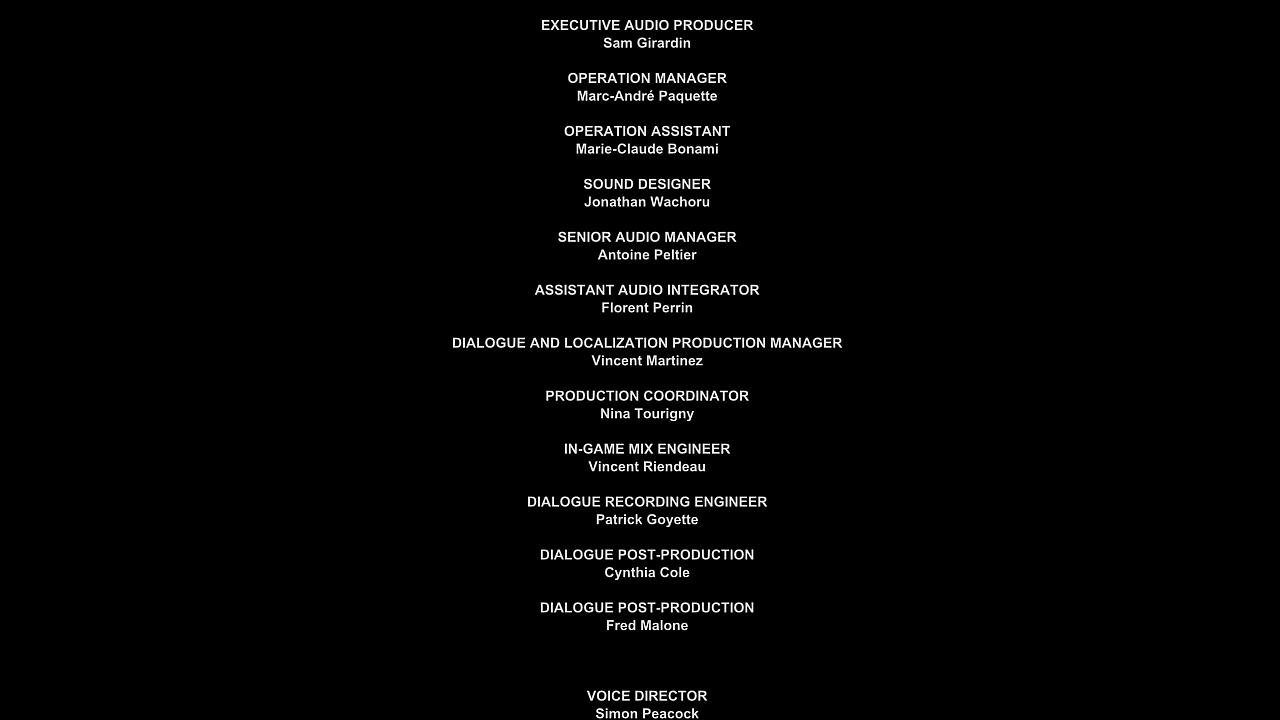 EXECUTIVE AUDIO PRODUCER
Sam Girardin
OPERATION MANAGER
Marc-André Paquette
OPERATION ASSISTANT
Marie-Claude Bonami
SOUND DESIGNER
Jonathan Wachoru
SENIOR AUDIO MANAGER
Antoine Peltier
ASSISTANT AUDIO INTEGRATOR
Florent Perrin
DIALOGUE AND LOCALIZATION PRODUCTION MANAGER
Vincent Martinez
PRODUCTION COORDINATOR
Nina Tourigny
IN-GAME MIX ENGINEER
Vincent Riendeau
DIALOGUE RECORDING ENGINEER
Patrick Goyette
DIALOGUE POST-PRODUCTION
Cynthia Cole
DIALOGUE POST-PRODUCTION
Fred Malone
VOICE DIRECTOR
Simon Peacock